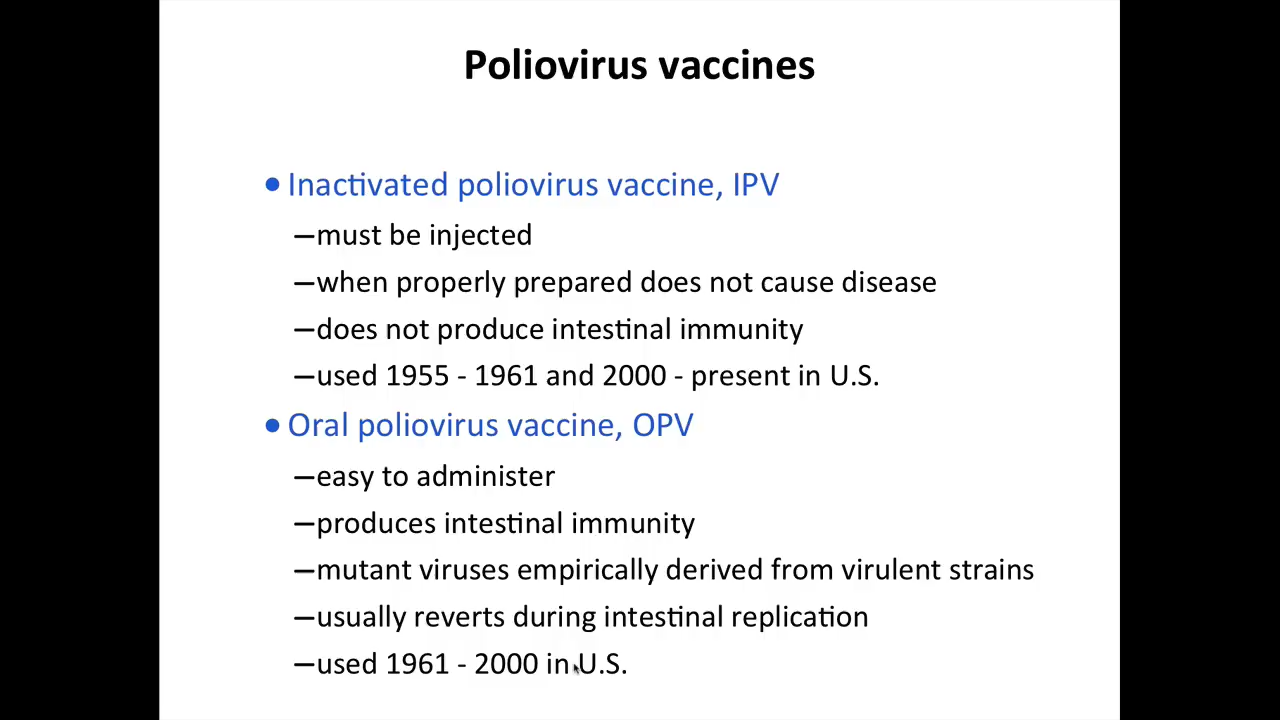 Poliovirus vaccines
• Inactivated poliovirus vaccine, IPV
—must be injected
—when properly prepared does not cause disease
—does not produce intestinal immunity
—used 1955 - 1961 and 2000 - present in U.S.
• Oral poliovirus vaccine, OPV
—easy to administer
—produces intestinal immunity
—mutant viruses empirically derived from virulent strains
—usually reverts during intestinal replication
—used 1961 - 2000 in U.S.